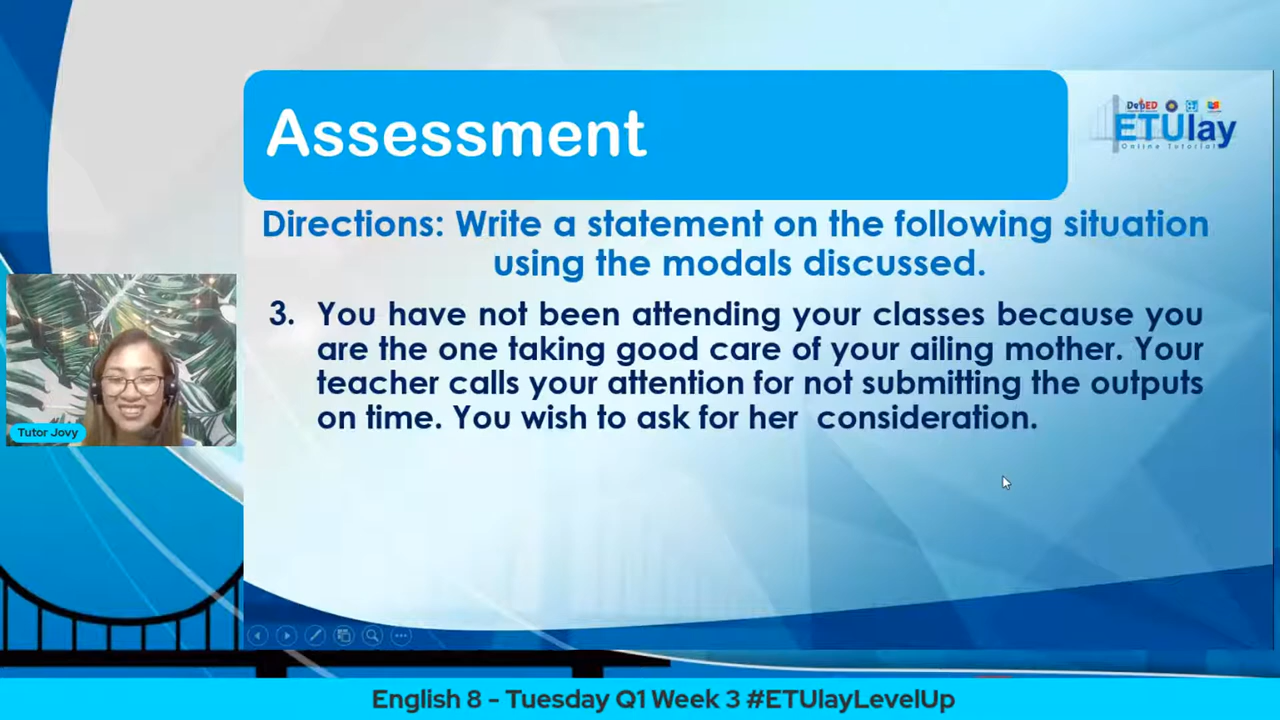 Assessment
DepED
ETUlay
Online Tutorial
Directions: Write a statement on the following situation
using the modals discussed.
3. You have not been attending your classes because you
are the one taking good care of your ailing mother. Your
teacher calls your attention for not submitting the outputs
on time. You wish to ask for her consideration.
Tutor Jovy
English 8 - Tuesday Q1 Week 3 #ETUlayLevelUp